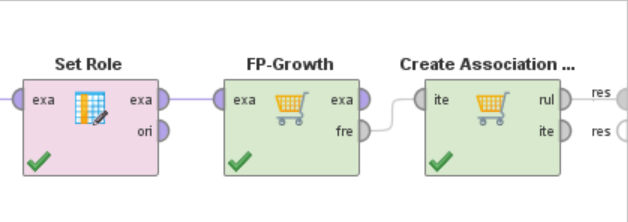 Set Role
FP-Growth
Create Association ...
exa
exa
ori
exa
exa
fre
ite
rul
ite
res
res